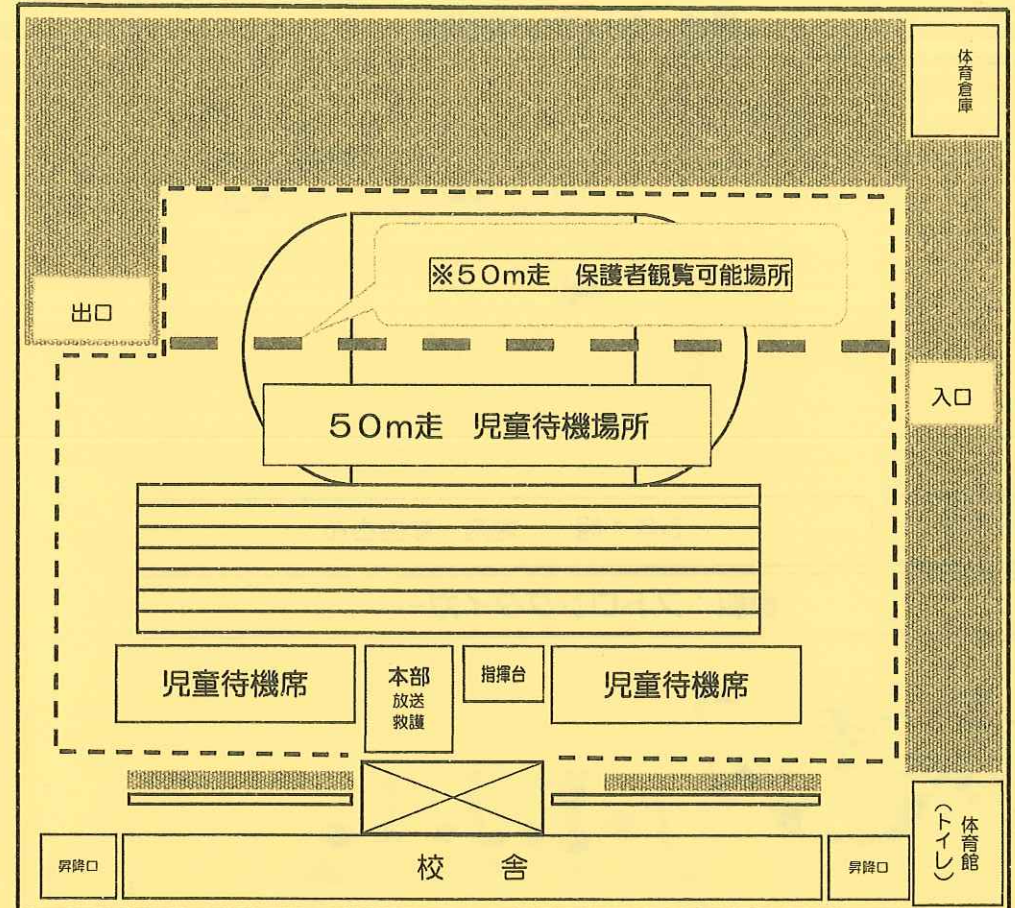 体育倉庫
※50m走　保護者観覧可能場所
出口
入口
50m走　児童待機場所
児童待機席
本部
放送
救護
指揮台
児童待機席
昇降口
校　舎
昇降口
体育館
（トイレ）